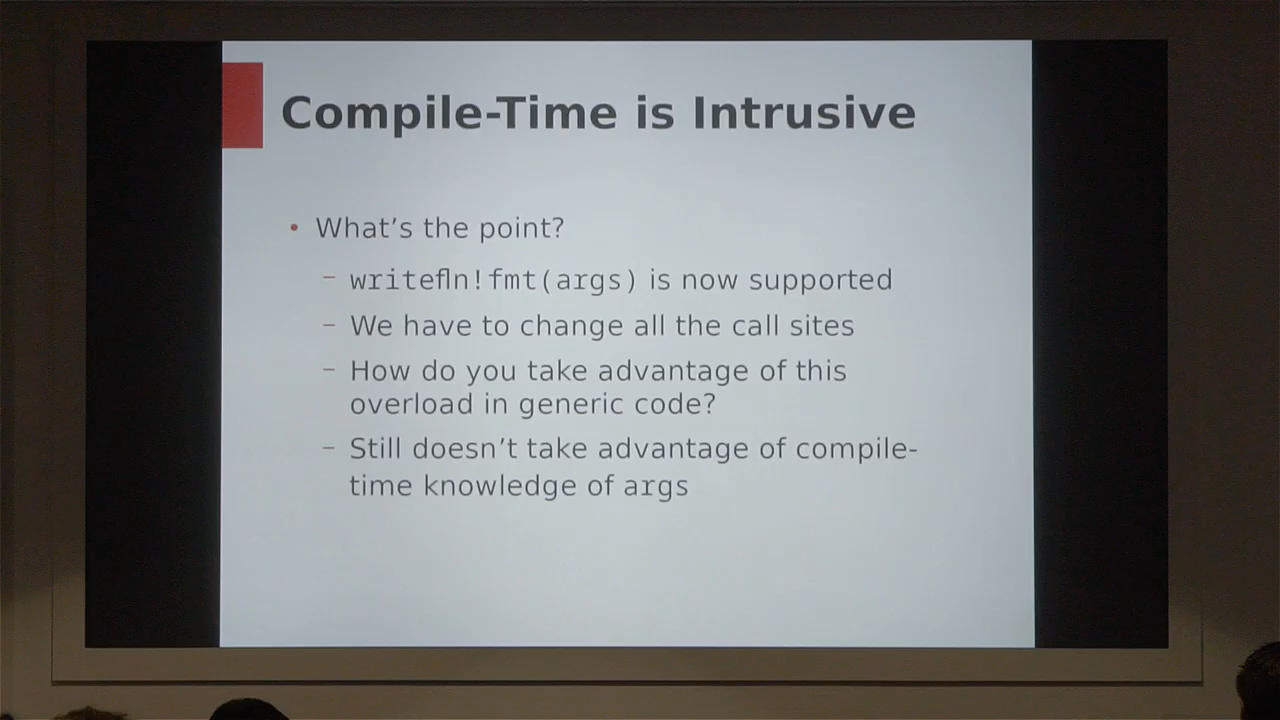 Compile-Time is Intrusive
• What’s the point?
– writefln!fmt(args) is now supported
– We have to change all the call sites
– How do you take advantage of this
overload in generic code?
– Still doesn’t take advantage of compile-
time knowledge of args